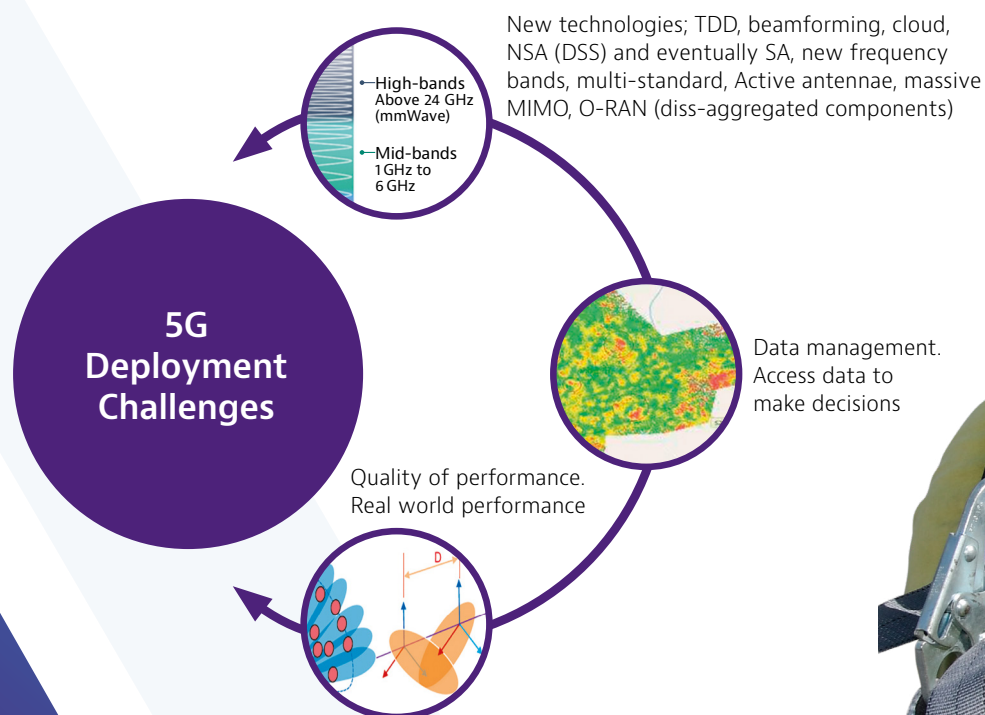 New technologies; TDD, beamforming, cloud,
NSA (DSS) and eventually SA, new frequency
bands, multi-standard, Active antennae, massive
MIMO, O-RAN (diss-aggregated components)
High-bands
Above 24 GHz
(mmWave)
Mid-bands
1 GHz to
6 GHz
5G
Deployment
Challenges
Data management.
Access data to
make decisions
Quality of performance.
Real world performance
D